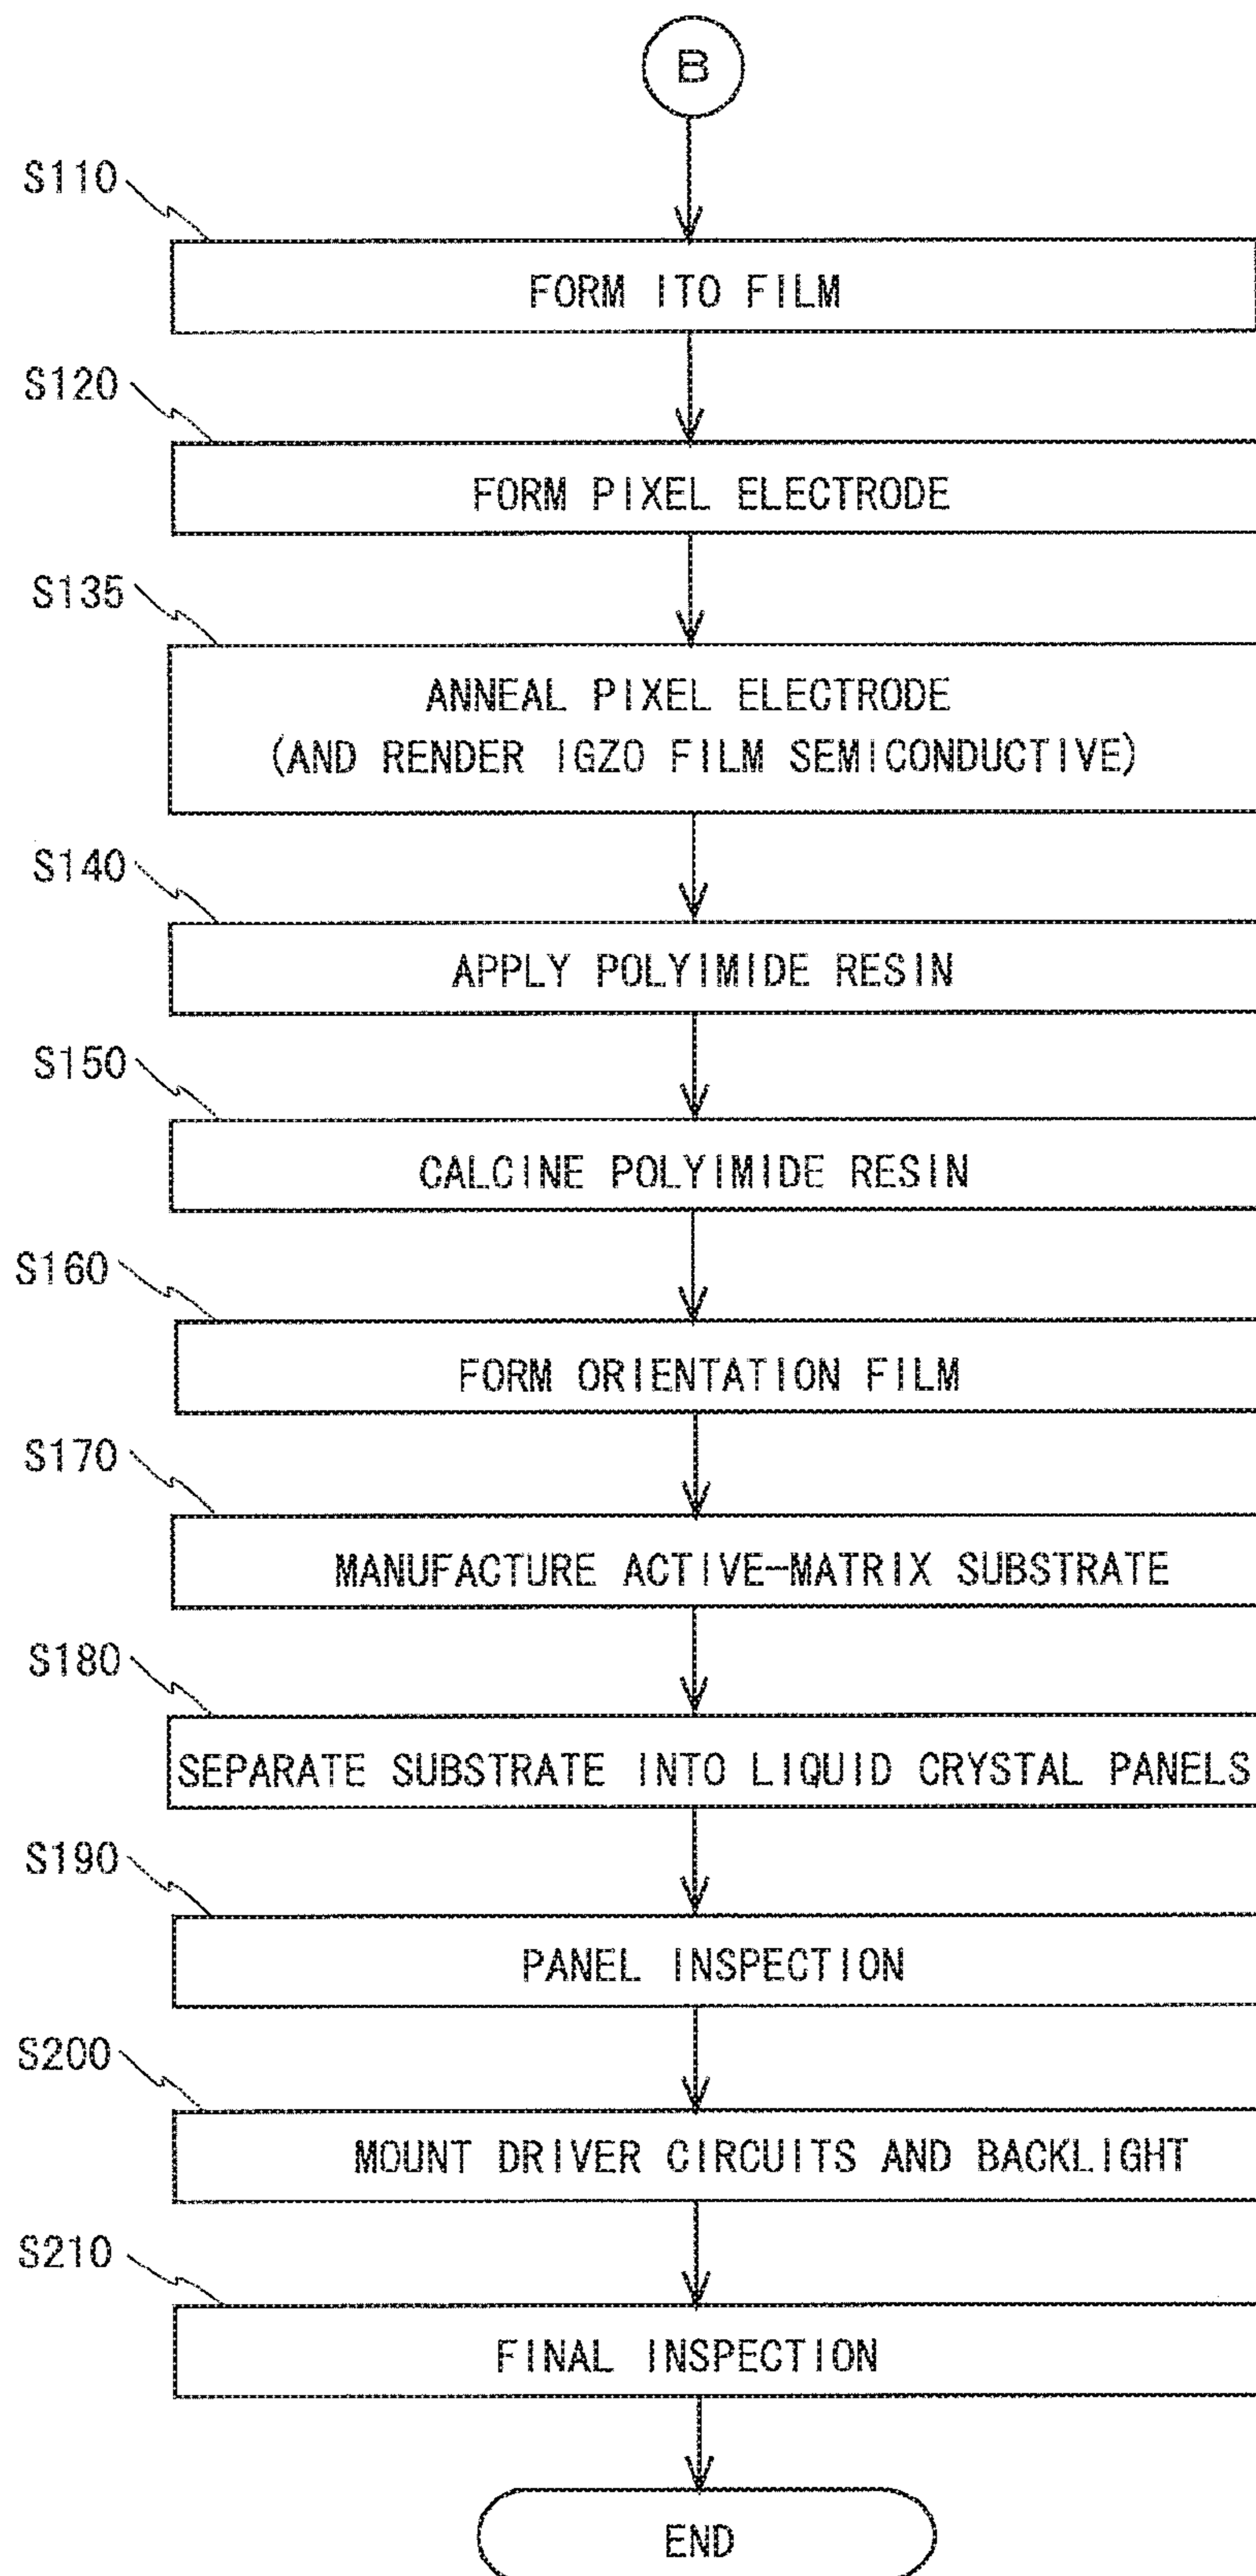 B
S110
FORM ITO FILM
S120
FORM PIXEL ELECTRODE
S135
ANNEAL PIXEL ELECTRODE
(AND RENDER IGZO FILM SEMICONDUCTIVE)
S140
APPLY POLYIMIDE RESIN
S150
CALCINE POLYIMIDE RESIN
S160
FORM ORIENTATION FILM
S170
MANUFACTURE ACTIVE-MATRIX SUBSTRATE
S180
SEPARATE SUBSTRATE INTO LIQUID CRYSTAL PANELS
S190
PANEL INSPECTION
S200
MOUNT DRIVER CIRCUITS AND BACKLIGHT
S210
FINAL INSPECTION
END